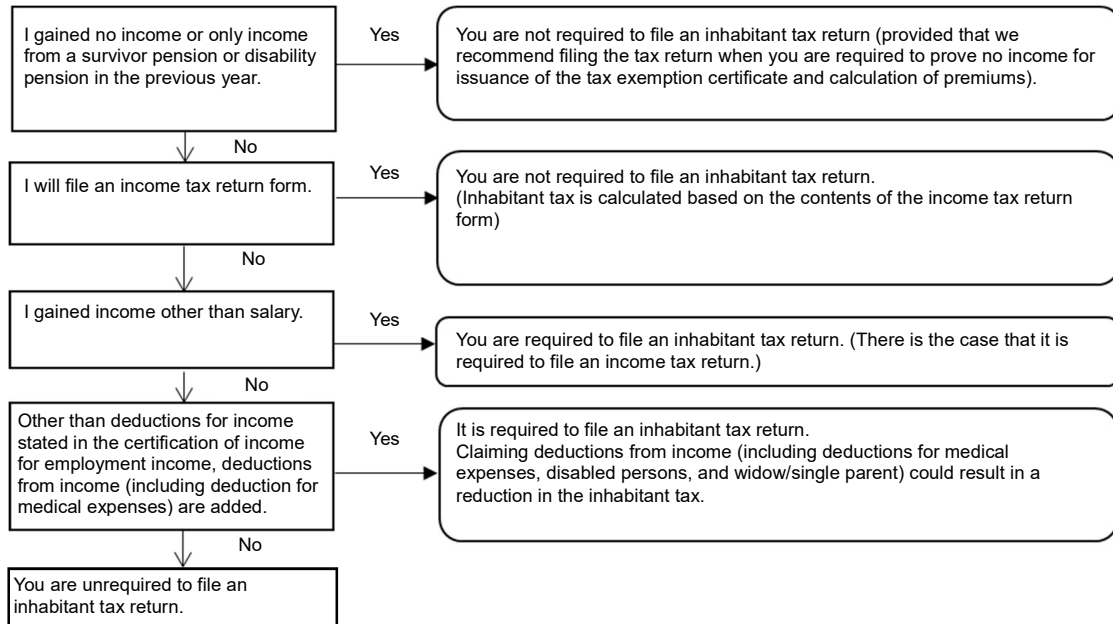 I gained no income or only income
from a survivor pension or disability
pension in the previous year.
Yes
You are not required to file an inhabitant tax return (provided that we
recommend filing the tax return when you are required to prove no income for
issuance of the tax exemption certificate and calculation of premiums).
No
I will file an income tax return form.
Yes
You are not required to file an inhabitant tax return.
(Inhabitant tax is calculated based on the contents of the income tax return
form)
No
I gained income other than salary.
Yes
You are required to file an inhabitant tax return. (There is the case that it is
required to file an income tax return.)
No
Other than deductions for income
stated in the certification of income
for employment income, deductions
from income (including deduction for
medical expenses) are added.
Yes
It is required to file an inhabitant tax return.
Claiming deductions from income (including deductions for medical
expenses, disabled persons, and widow/single parent) could result in a
reduction in the inhabitant tax.
No
You are unrequired to file an
inhabitant tax return.